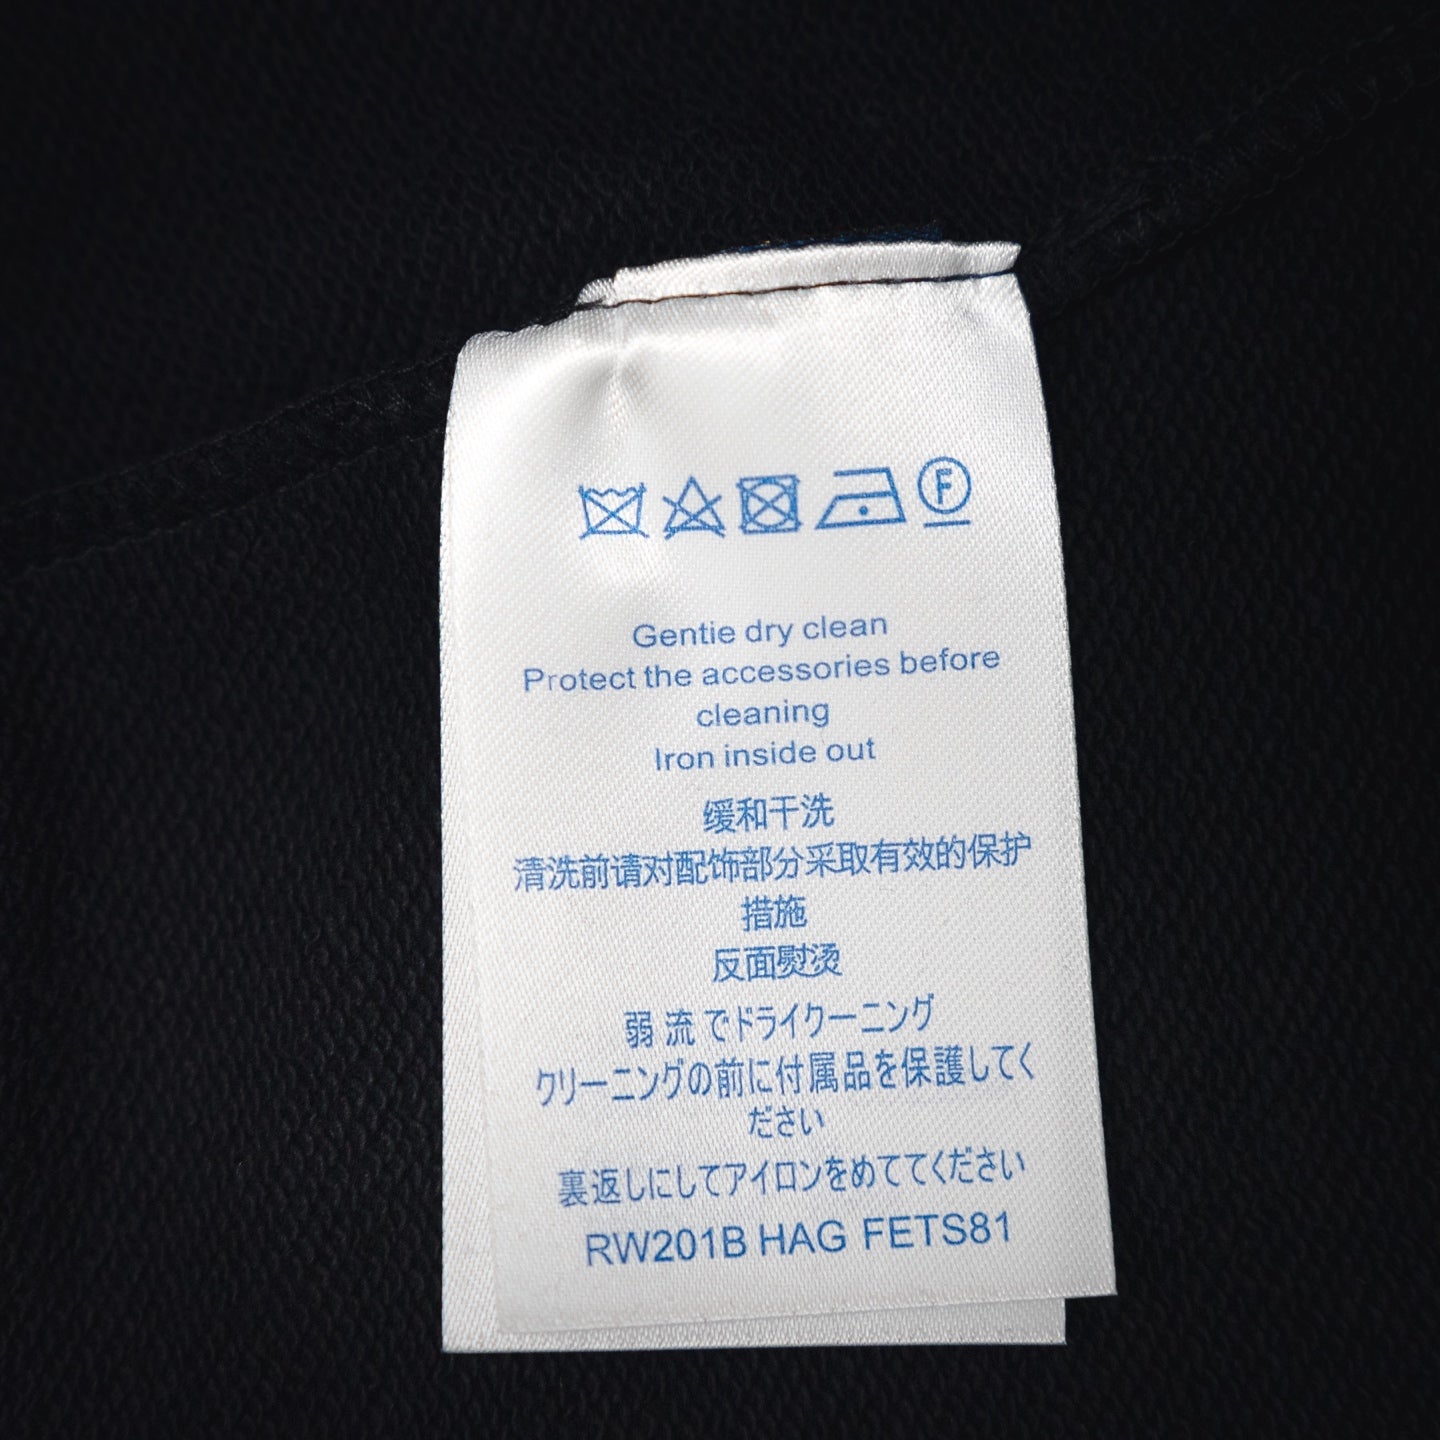 F
Gentie dry clean
Protect the accessories before
cleaning
Iron inside out
缓和干洗
清洗前请对配饰部分采取有效的保护
措施
反面熨烫
弱 流 でドライクーニング
クリーニングの前に付属品を保護してく
ださい
裏返しにしてアイロンをめててください
RW201B HAG FETS81